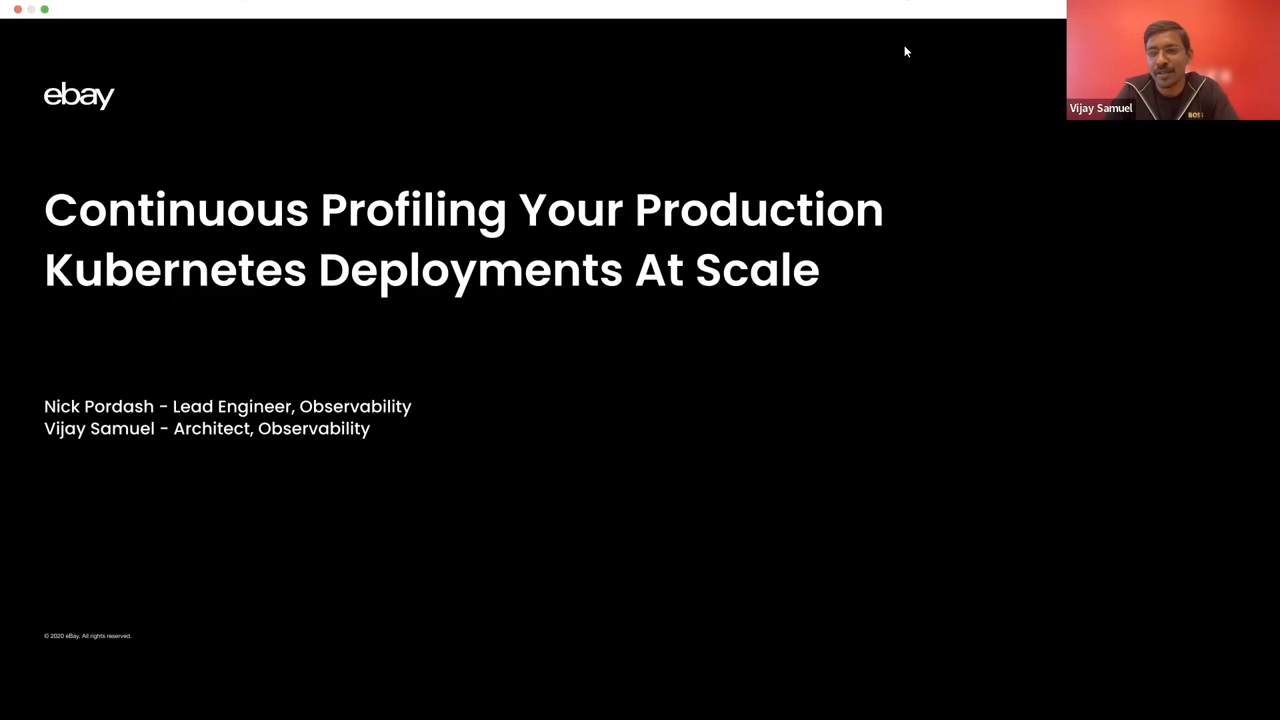 ebay
Vijay Samuel
Continuous Profiling Your Production
Kubernetes Deployments At Scale
Nick Pordash - Lead Engineer, Observability
Vijay Samuel - Architect, Observability
© 2020 eBay. All rights reserved.